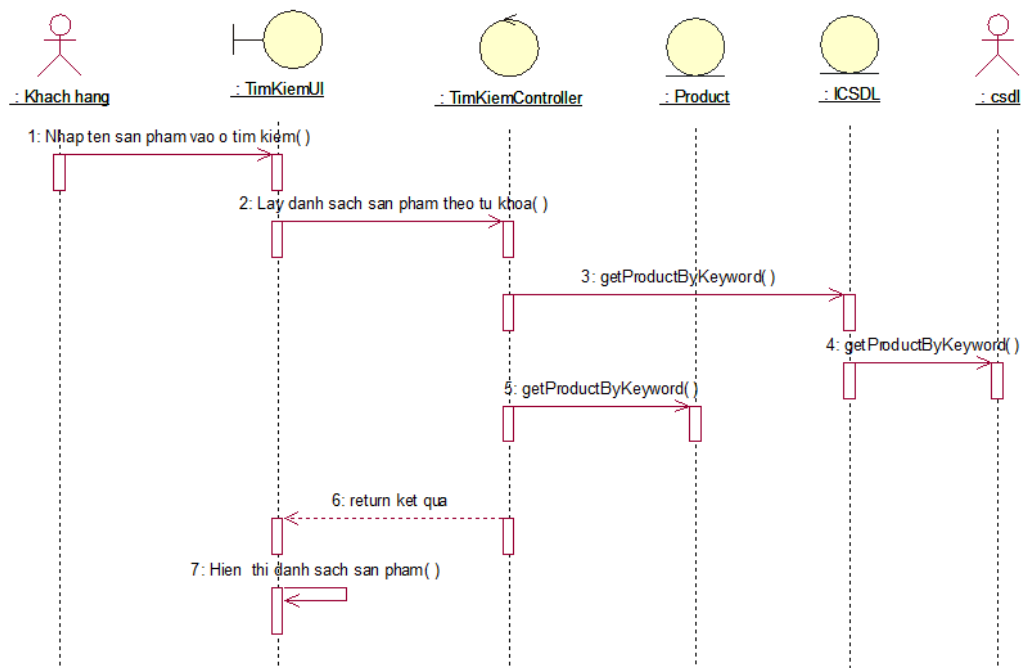 : Khach hang
: TimKiemUI
: TimKiemController
: Product
: ICSDL
: csdl
1: Nhap ten san pham vao o tim kiem( )
2: Lay danh sach san pham theo tu khoa( )
3: getProductByKeyword( )
4: getProductByKeyword( )
5: getProductByKeyword( )
6: return ket qua
7: Hien thi danh sach san pham( )